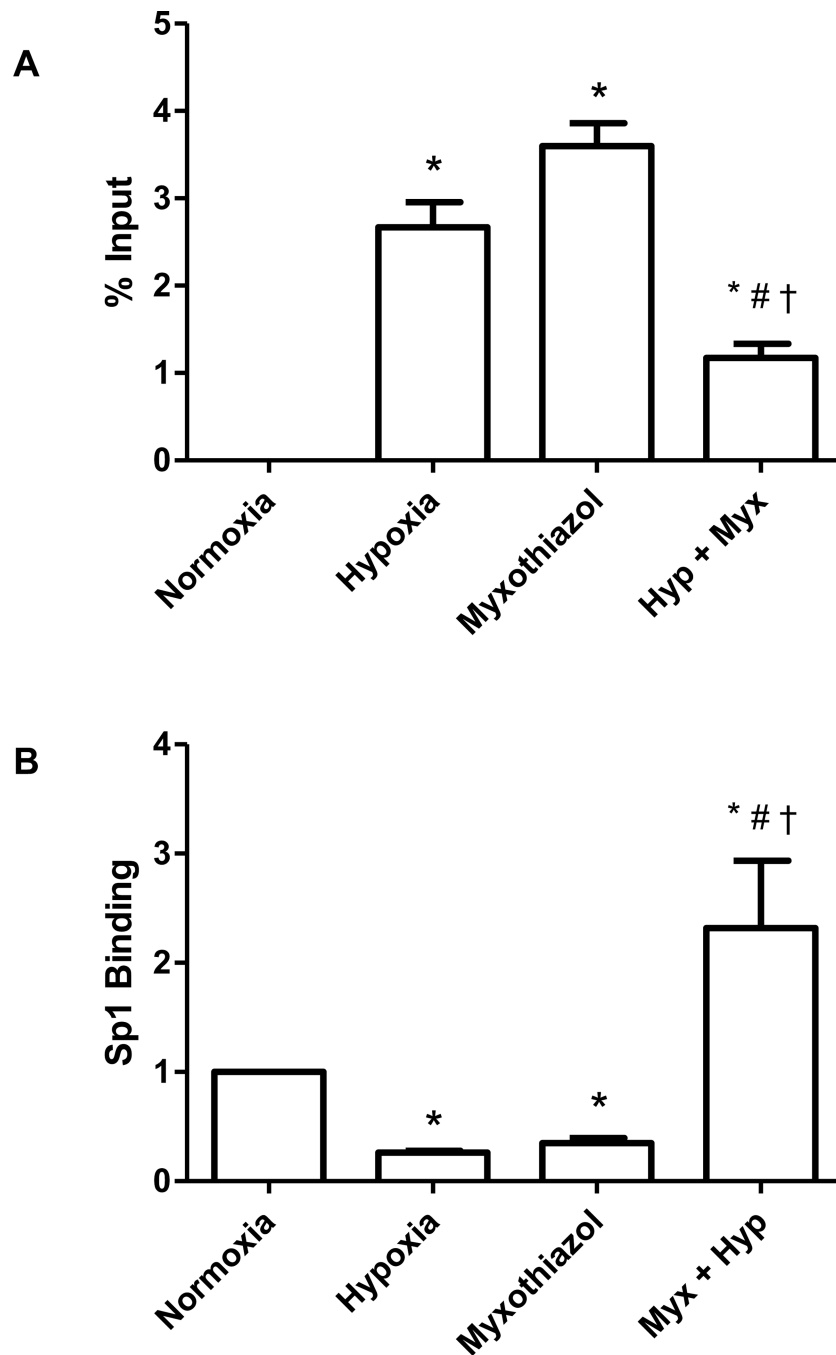 A
% Input
5
4
3
2
1
0
*
*
* # †
Normoxia
Hypoxia
Myxothiazol
Hyp + Myx
B
Sp1 Binding
4
3
2
1
0
*
*
* # †
Normoxia
Hypoxia
Myxothiazol
Myx + Hyp